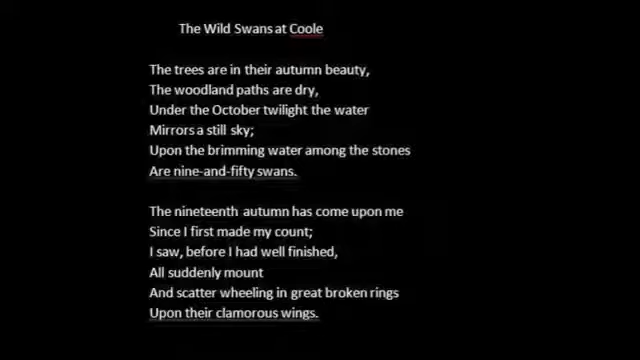 The Wild Swans at Coole
The trees are in their autumn beauty,
The woodland paths are dry,
Under the October twilight the water
Mirrors a still sky;
Upon the brimming water among the stones
Are nine-and-fifty swans.
The nineteenth autumn has come upon me
Since I first made my count;
I saw, before I had well finished,
All suddenly mount
And scatter wheeling in great broken rings
Upon their clamorous wings.